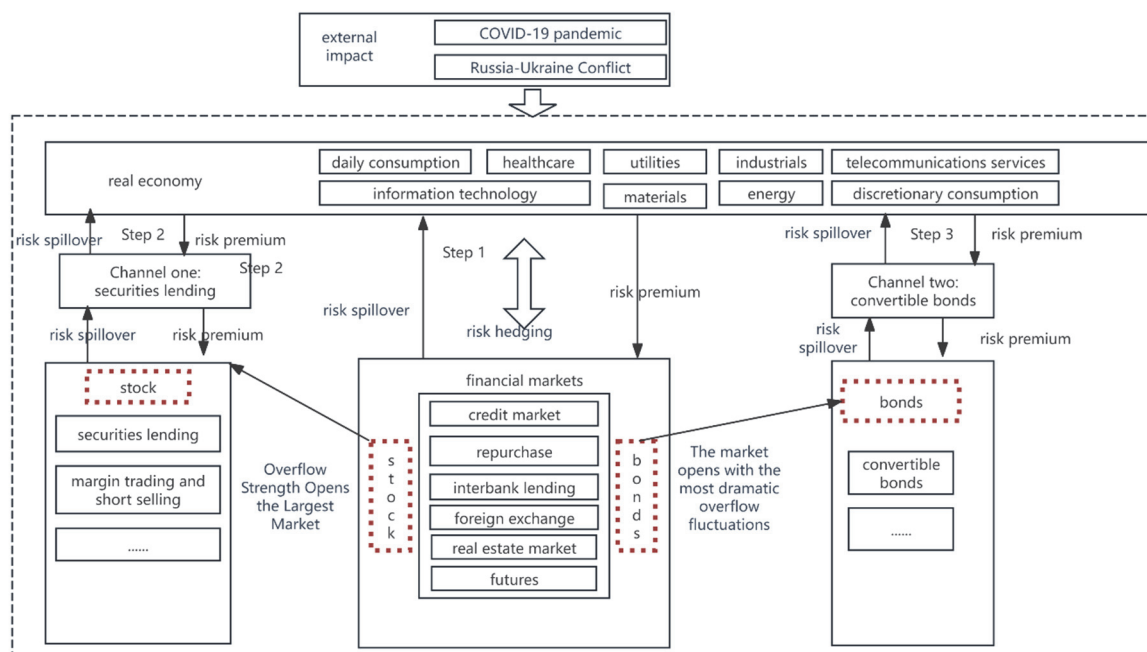 external
impact
COVID-19 pandemic
Russia-Ukraine Conflict
real economy
daily consumption
healthcare
utilities
industrials
telecommunications services
information technology
materials
energy
discretionary consumption
risk spillover
Step 2
risk premium
Step 2
Channel one:
securities lending
risk spillover
risk premium
stock
securities lending
margin trading and
short selling
......
Overflow
Strength Opens
the Largest
Market
risk spillover
Step 1
risk hedging
risk premium
financial markets
stock
credit market
repurchase
interbank lending
foreign exchange
real estate market
futures
bonds
The market
opens with the
most dramatic
overflow
fluctuations
risk spillover
Step 3
risk premium
Channel two:
convertible bonds
risk
spillover
risk premium
bonds
convertible
bonds
......